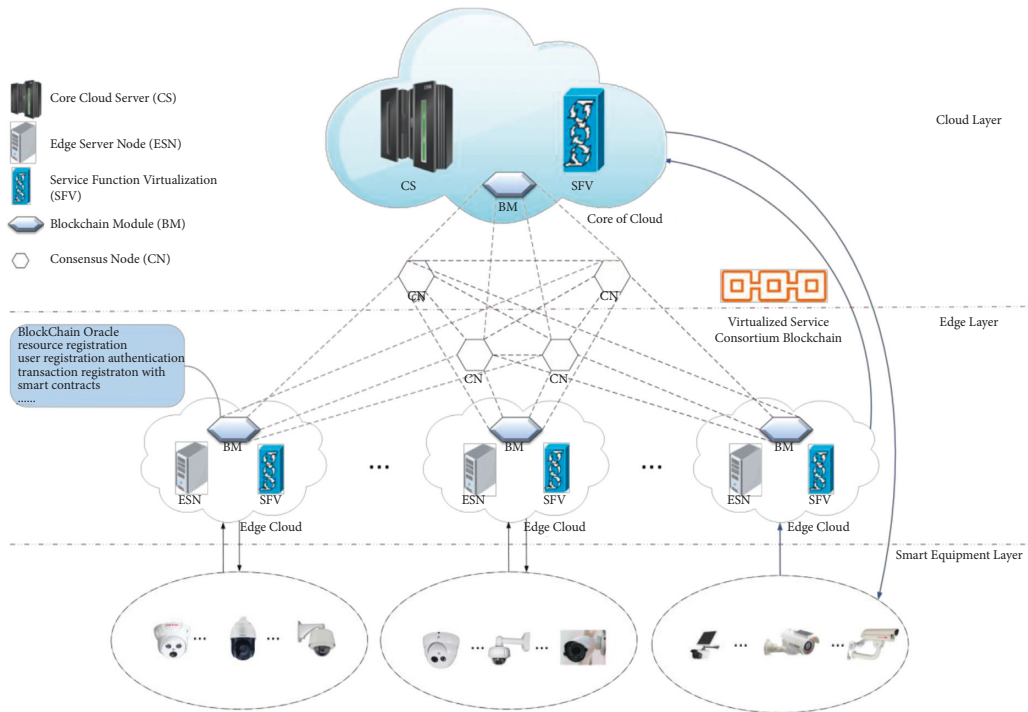 Core Cloud Server (CS)
Edge Server Node (ESN)
Service Function Virtualization
(SFV)
Blockchain Module (BM)
Consensus Node (CN)
CS
SFV
BM
Core of Cloud
Cloud Layer
CN
CN
CN
CN
Virtualized Service
Consortium Blockchain
Edge Layer
BlockChain Oracle
resource registration
user registration authentication
transaction registraton with
smart contracts
......
BM
ESN
SFV
Edge Cloud
...
BM
ESN
SFV
Edge Cloud
...
BM
ESN
SFV
Edge Cloud
Smart Equipment Layer
... ...
... ...
... ...